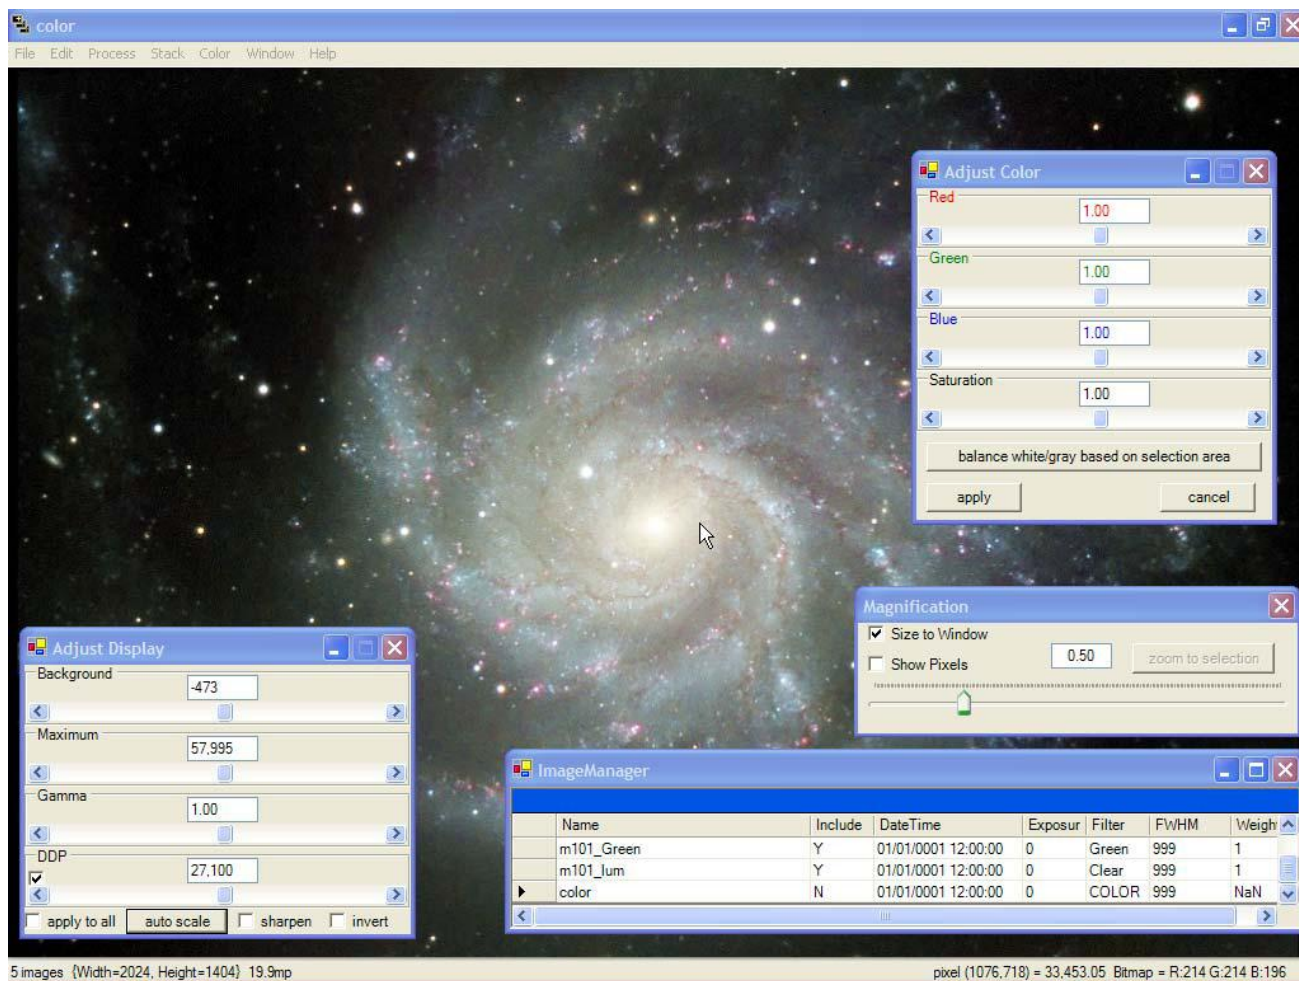 color
File Edit Process Stack Color Window Help
Adjust Color
Red
1.00
Green
1.00
Blue
1.00
Saturation
1.00
balance white/gray based on selection area
apply cancel
Magnification
Size to Window
Show Pixels 0.50 zoom to selection
Adjust Display
Background
-473
Maximum
57,995
Gamma
1.00
DDP
27,100
apply to all auto scale sharpen invert
ImageManager
Name Include DateTime Exposur Filter FWHM Weigh
m101_Green Y 01/01/0001 12:00:00 0 Green 999 1
m101_lum Y 01/01/0001 12:00:00 0 Clear 999 1
color N 01/01/0001 12:00:00 0 COLOR 999 NaN
5 images {Width=2024, Height=1404} 19.9mp pixel (1076,718) = 33,453.05 Bitmap = R:214 G:214 B:196